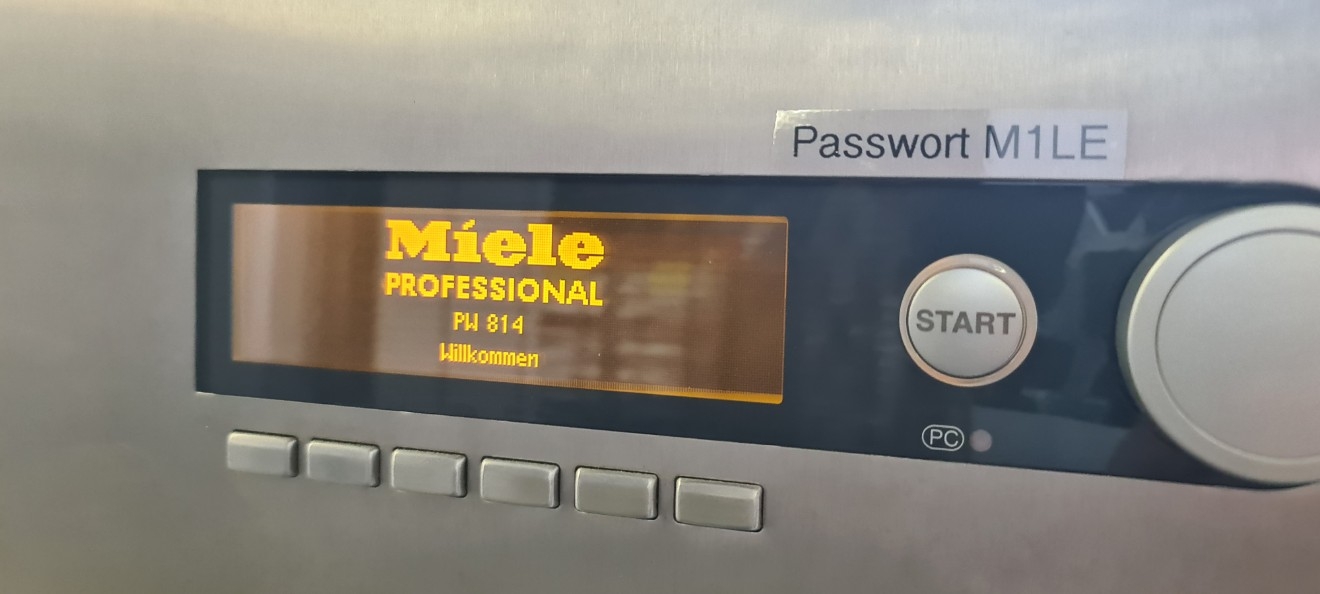 Passwort M1LE
Miele
PROFESSIONAL
PW 814
Willkommen
START
PC